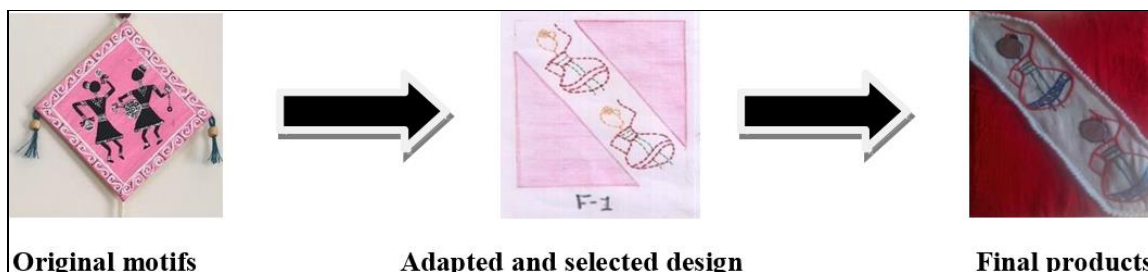 F-1
Original motifs
Adapted and selected design
Final products